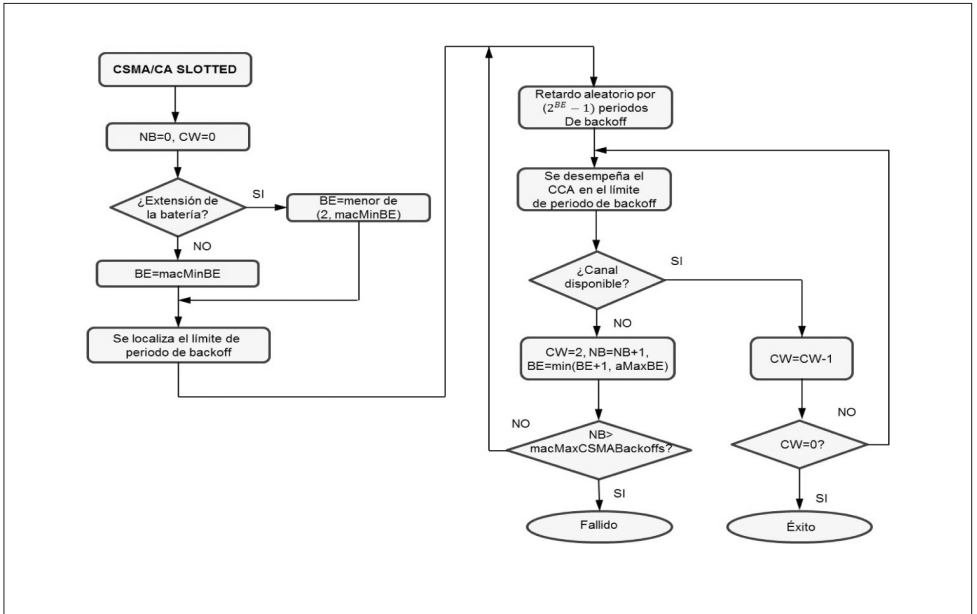 CSMA/CA SLOTTED
NB=0, CW=0
¿Extensión de
la batería?
SI
BE=menor de
(2, macMinBE)
NO
BE=macMinBE
Se localiza el límite de
periodo de backoff
Retardo aleatorio por
(2^{BE} − 1) periodos
De backoff
Se desempeña el
CCA en el límite
de periodo de backoff
¿Canal
disponible?
SI
NO
CW=2, NB=NB+1,
BE=min(BE+1, aMaxBE)
CW=CW-1
NO
NB>
macMaxCSMABackoffs?
NO
CW=0?
SI
SI
Fallido
Éxito